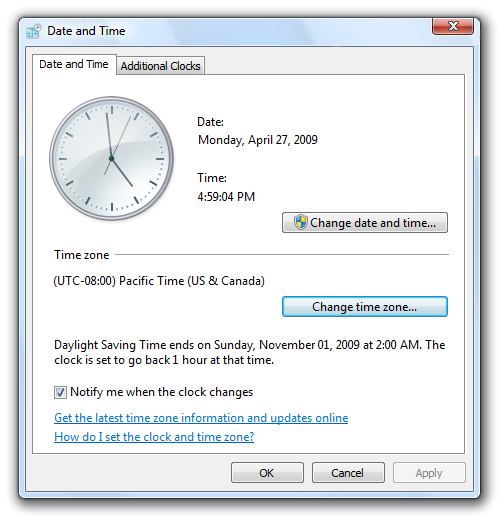 Date and Time
Date and Time
Additional Clocks
Date:
Monday, April 27, 2009
Time:
4:59:04 PM
Change date and time...
Time zone
(UTC-08:00) Pacific Time (US & Canada)
Change time zone...
Daylight Saving Time ends on Sunday, November 01, 2009 at 2:00 AM. The
clock is set to go back 1 hour at that time.
Notify me when the clock changes
Get the latest time zone information and updates online
How do I set the clock and time zone?
OK
Cancel
Apply